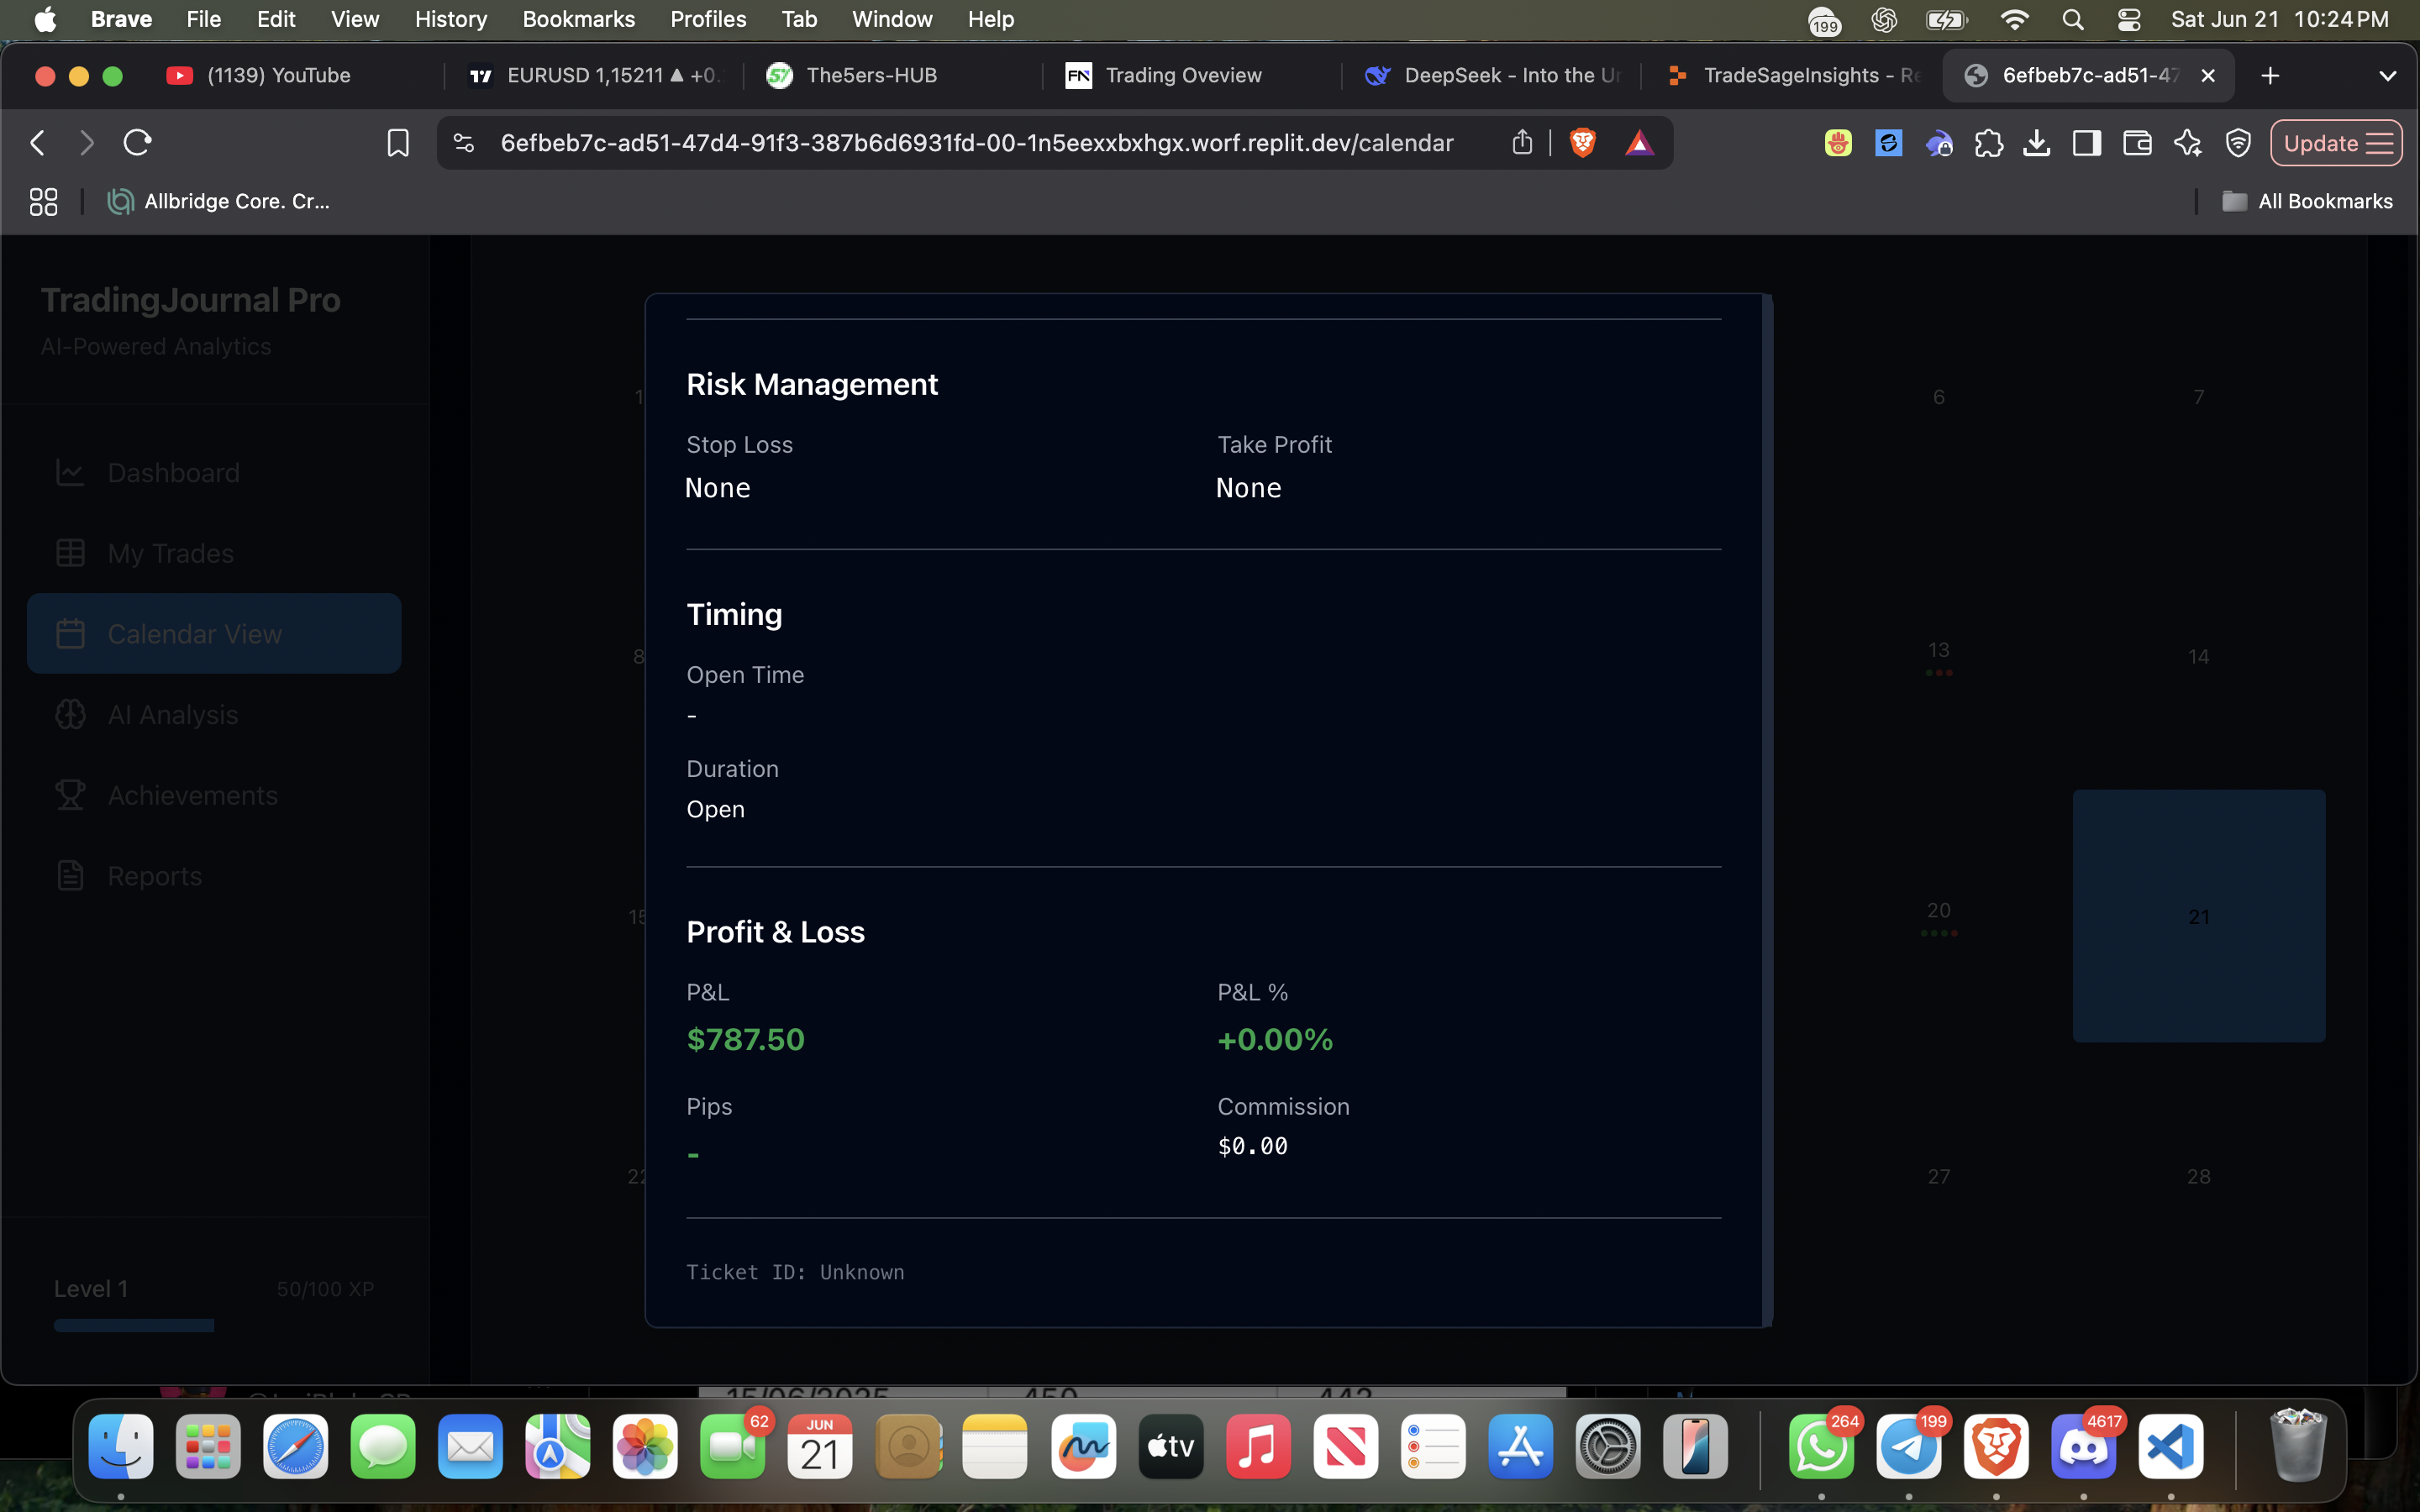 Brave File Edit View History Bookmarks Profiles Tab Window Help 199 Sat Jun 21 10:24 PM
(1139) YouTube EURUSD 1,15211 ▲ +0. The5ers-HUB Trading Oveview DeepSeek - Into the Un TradeSageInsights - Re 6efbeb7c-ad51-47
6efbeb7c-ad51-47d4-91f3-387b6d6931fd-00-1n5eexxbxhgx.worf.replit.dev/calendar Update
Allbridge Core. Cr... All Bookmarks
TradingJournal Pro
AI-Powered Analytics
Dashboard
My Trades
Calendar View
AI Analysis
Achievements
Reports
Level 1 50/100 XP
Risk Management
Stop Loss Take Profit
None None
Timing
Open Time
-
Duration
Open
Profit & Loss
P&L P&L %
$787.50 +0.00%
Pips Commission
- $0.00
Ticket ID: Unknown
1 6 7
8 13 14
15 20 21
22 27 28
15/06/2025 450 442
62 JUN 21 tv 264 199 4617